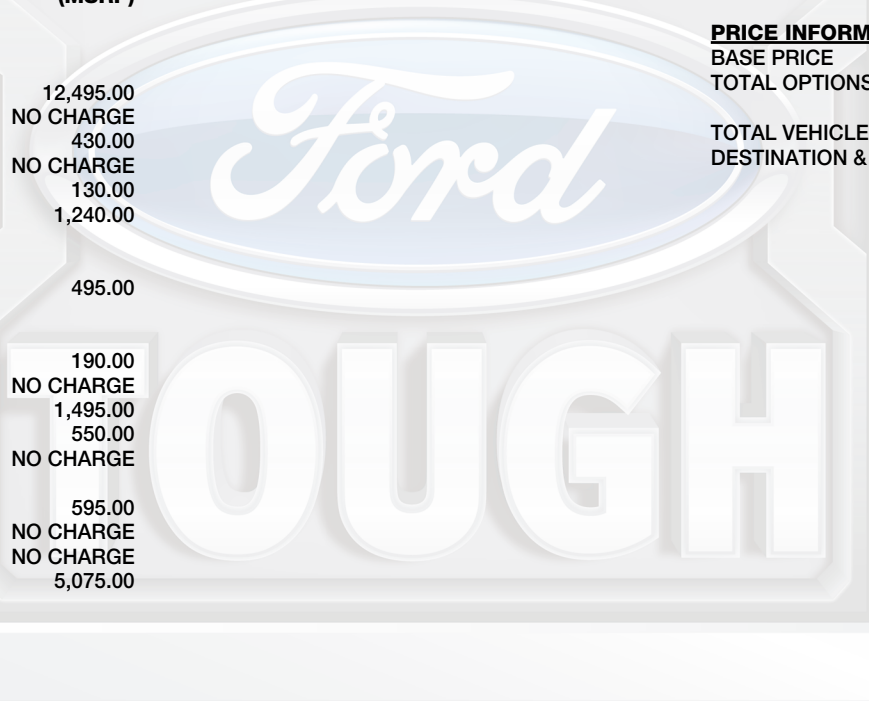 (MSRP)
12,495.00
NO CHARGE
430.00
NO CHARGE
130.00
1,240.00
495.00
190.00
NO CHARGE
1,495.00
550.00
NO CHARGE
595.00
NO CHARGE
NO CHARGE
5,075.00
PRICE INFORM
BASE PRICE
TOTAL OPTIONS
TOTAL VEHICLE
DESTINATION &
Ford
TOUGH